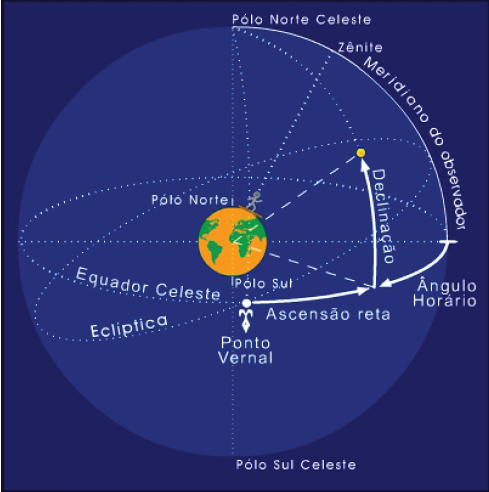 Pólo Norte Celeste
Zênite
Meridiano do observador
Pólo Norte
Declinação
Pólo Sul
Equador Celeste
Ângulo
Horário
Ascensão reta
Eclíptica
Ponto
Vernal
Pólo Sul Celeste